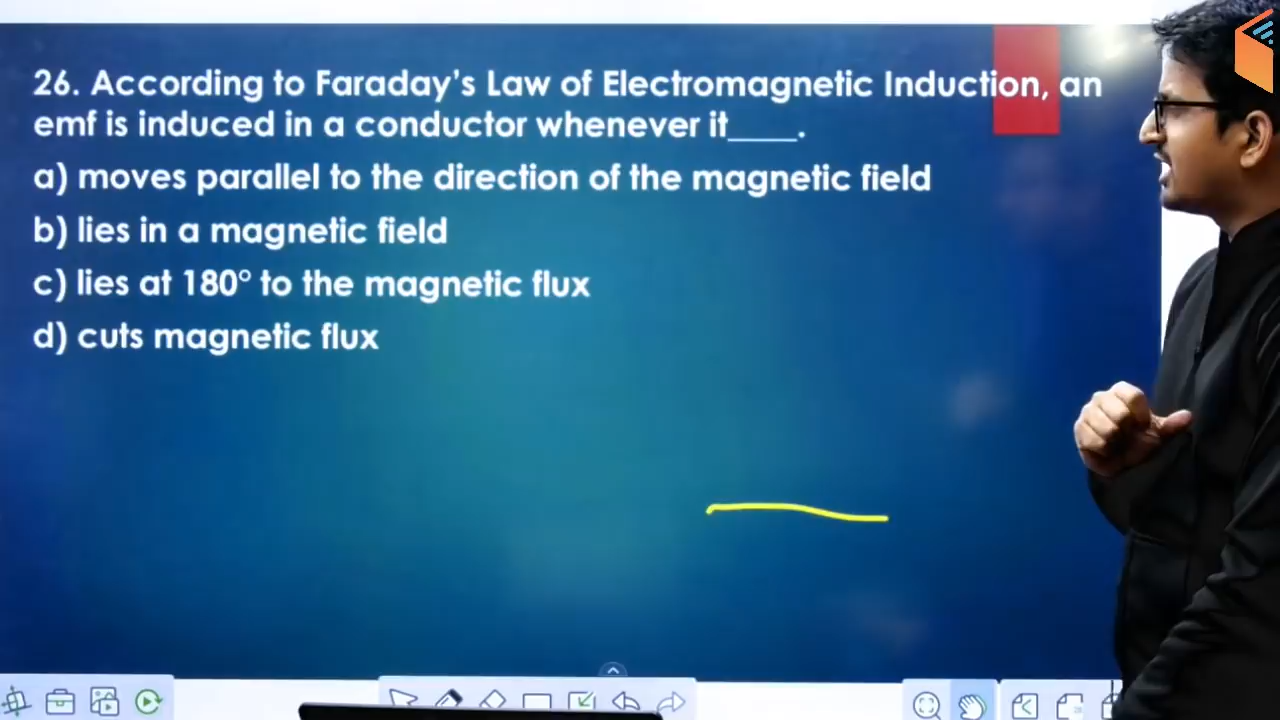 26. According to Faraday's Law of Electromagnetic Induction, an
emf is induced in a conductor whenever it____.
a) moves parallel to the direction of the magnetic field
b) lies in a magnetic field
c) lies at 180° to the magnetic flux
d) cuts magnetic flux